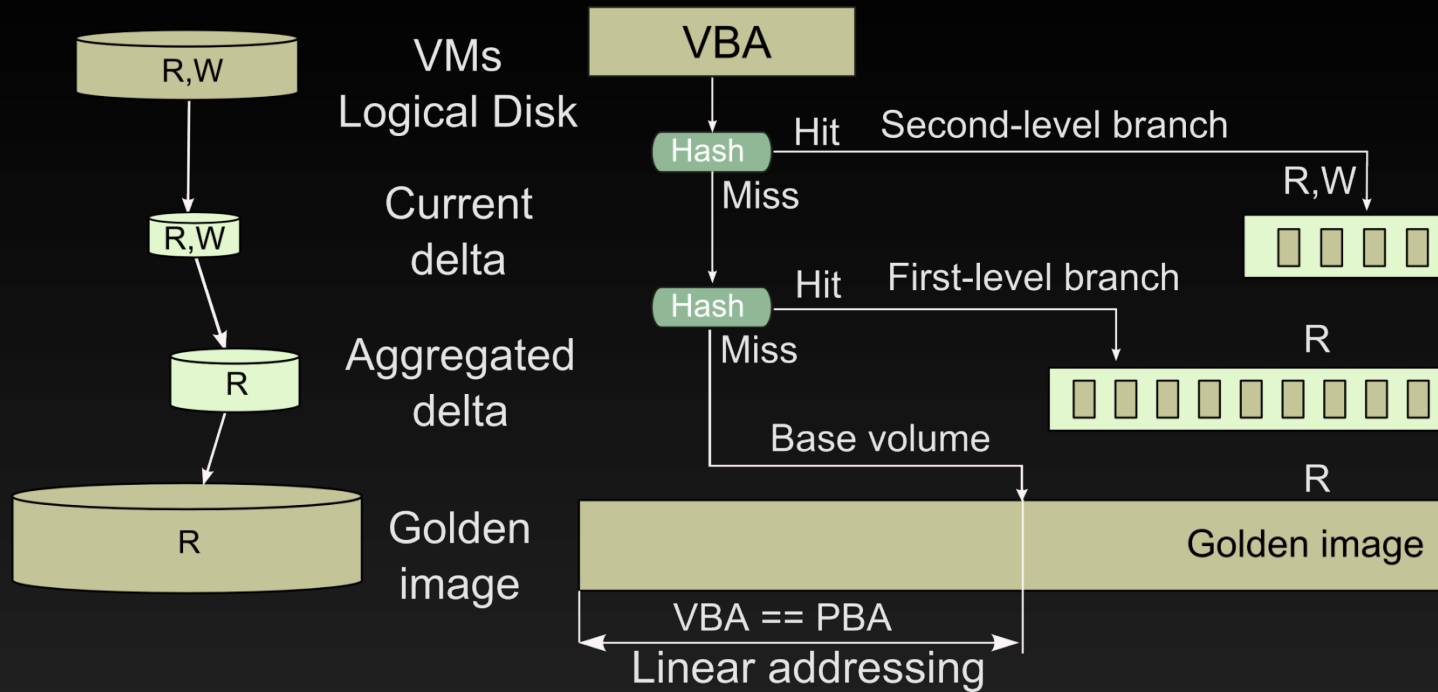 R,W
VMs
Logical Disk
R,W
Current
delta
R
Aggregated
delta
R
Golden
image
VBA
Hash
Hit
Second-level branch
Miss
R,W
Hash
Hit
First-level branch
Miss
R
Base volume
R
Golden image
VBA == PBA
Linear addressing